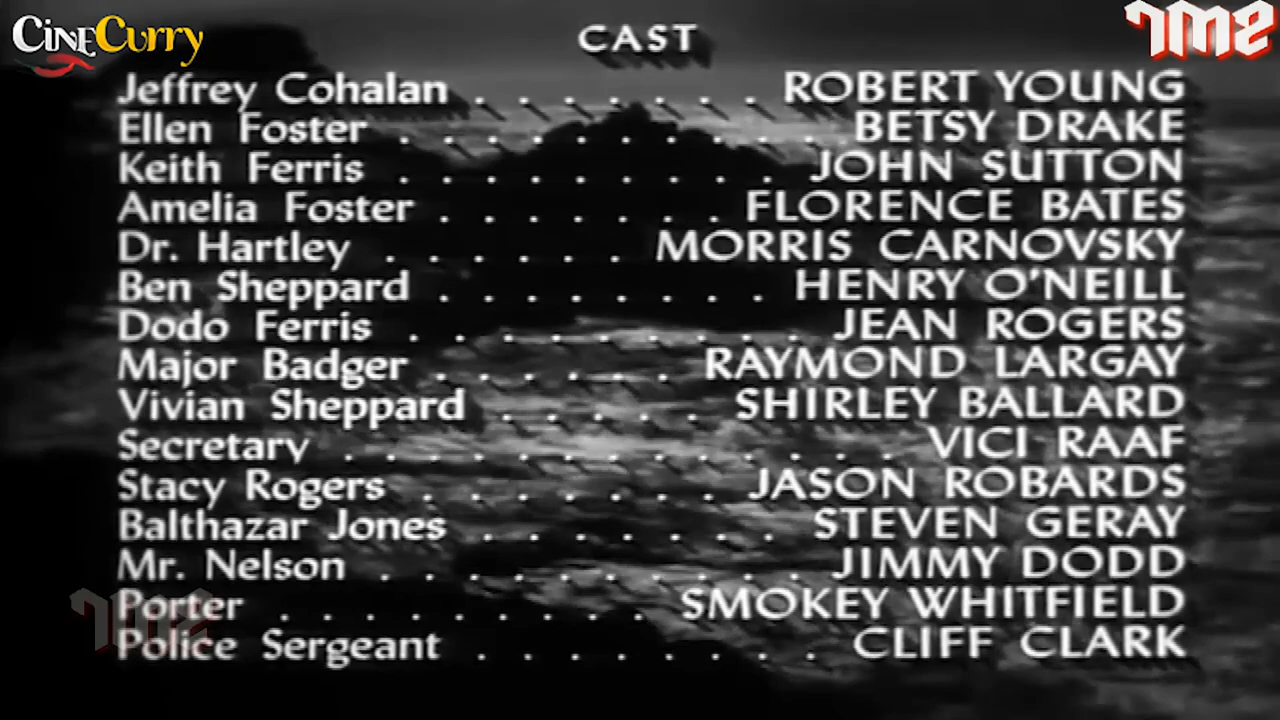 CineCurry
CAST
Jeffrey Cohalan . . . . . . . ROBERT YOUNG
Ellen Foster . . . . . . . . . . BETSY DRAKE
Keith Ferris . . . . . . . . . JOHN SUTTON
Amelia Foster . . . . . . . FLORENCE BATES
Dr. Hartley . . . . . . MORRIS CARNOVSKY
Ben Sheppard . . . . . . . . HENRY O'NEILL
Dodo Ferris . . . . . . . . . JEAN ROGERS
Major Badger . . . . . . RAYMOND LARGAY
Vivian Sheppard . . . . . SHIRLEY BALLARD
Secretary . . . . . . . . . . . . . VICI RAAF
Stacy Rogers . . . . . . . JASON ROBARDS
Balthazar Jones . . . . . . . STEVEN GERAY
Mr. Nelson . . . . . . . . . . JIMMY DODD
Porter . . . . . . . . . SMOKEY WHITFIELD
Police Sergeant . . . . . . . . CLIFF CLARK